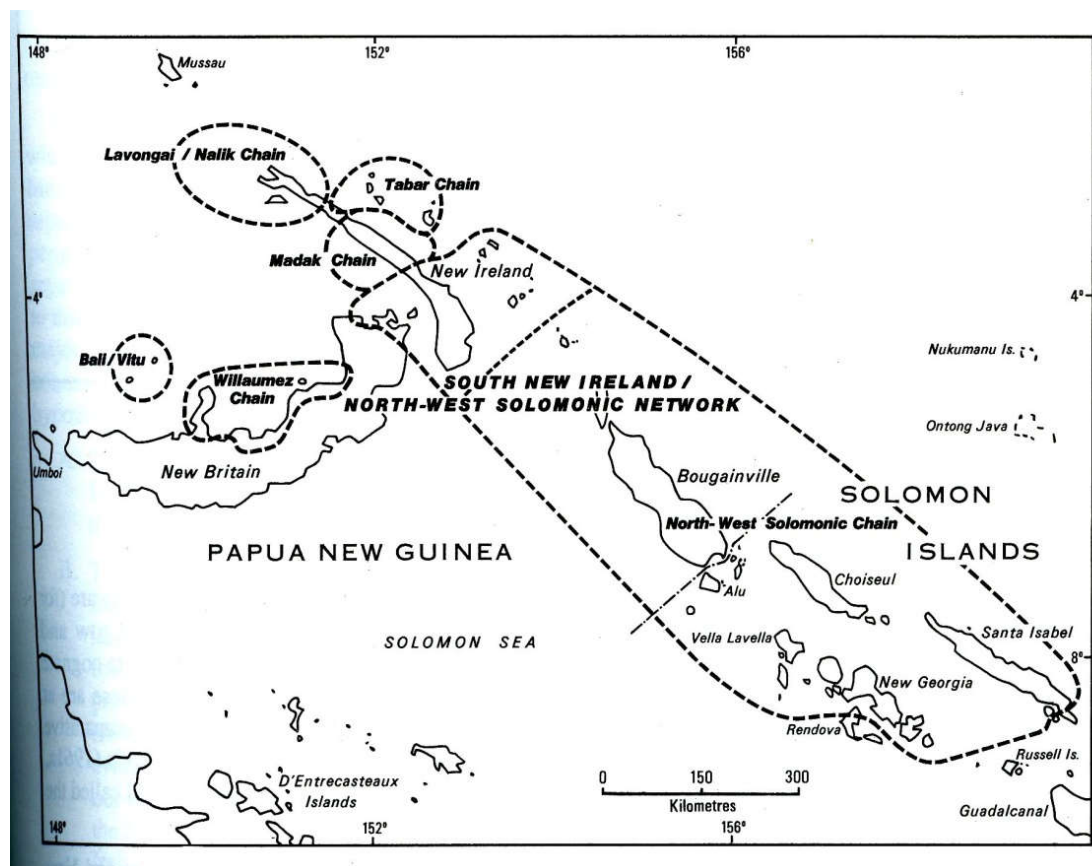 148°
152°
156°
Mussau
Lavongai / Nalik Chain
Tabar Chain
Madak Chain
New Ireland
4°
4°
Nukumanu Is.
Bali/Vitu
Willaumez
Chain
SOUTH NEW IRELAND/
NORTH-WEST SOLOMONIC NETWORK
Ontong Java
Umboi
New Britain
Bougainville
SOLOMON
North-West Solomonic Chain
PAPUA NEW GUINEA
ISLANDS
Choiseul
Alu
SOLOMON SEA
Vella Lavella
Santa Isabel
8°
New Georgia
Rendova
Russell Is.
D'Entrecasteaux
Islands
0 150 300
Kilometres
Guadalcanal
148°
152°
156°